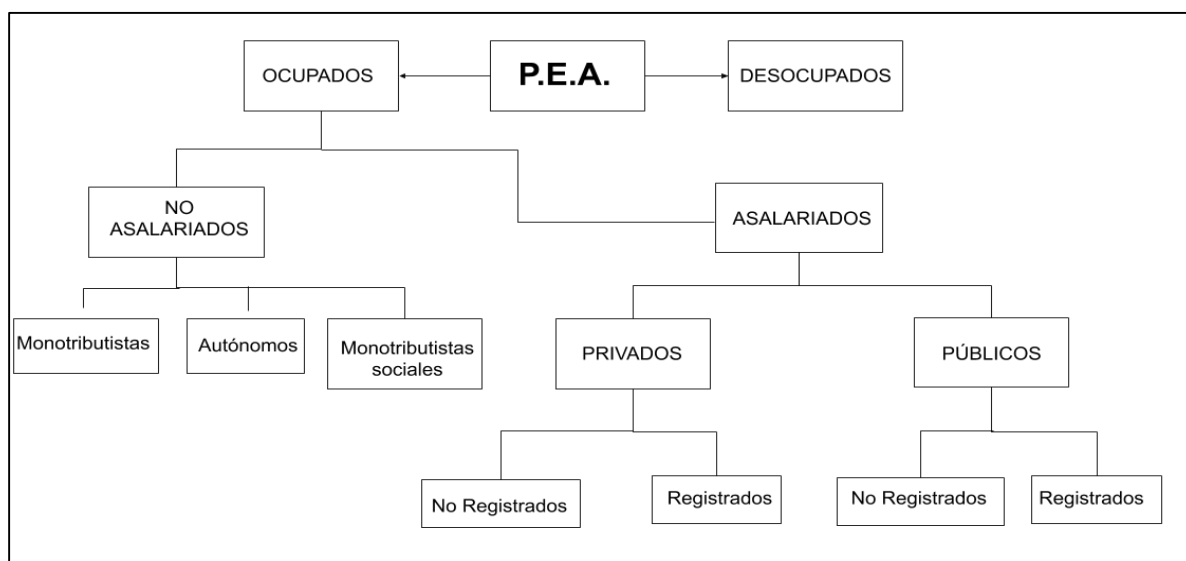 OCUPADOS
P.E.A.
DESOCUPADOS
NO
ASALARIADOS
ASALARIADOS
Monotributistas
Autónomos
Monotributistas
sociales
PRIVADOS
PÚBLICOS
No Registrados
Registrados
No Registrados
Registrados